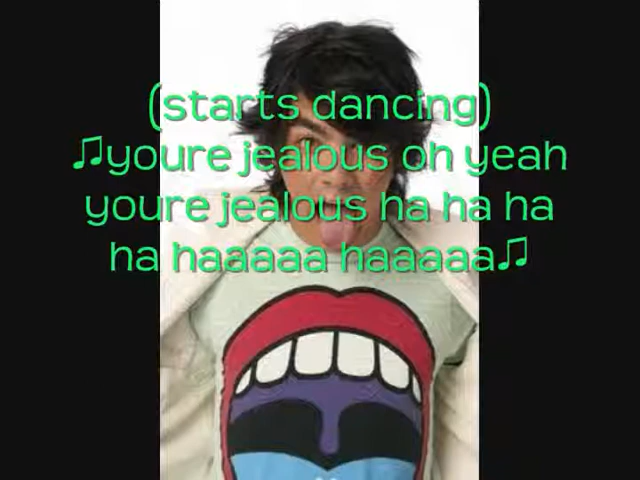 (starts dancing)
♫youre jealous oh yeah
youre jealous ha ha ha
ha haaaaa haaaaa♫